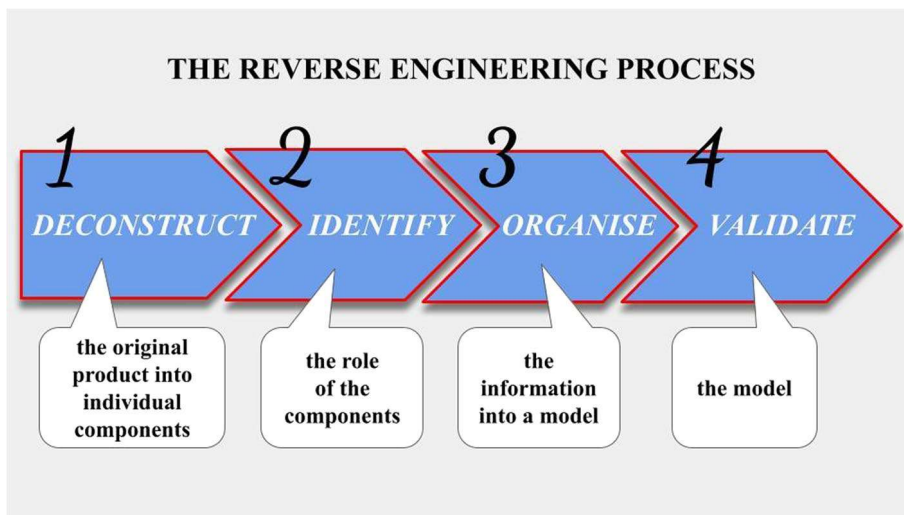 THE REVERSE ENGINEERING PROCESS
1
DECONSTRUCT
the original
product into
individual
components
2
IDENTIFY
the role
of the
components
3
ORGANISE
the
information
into a model
4
VALIDATE
the model